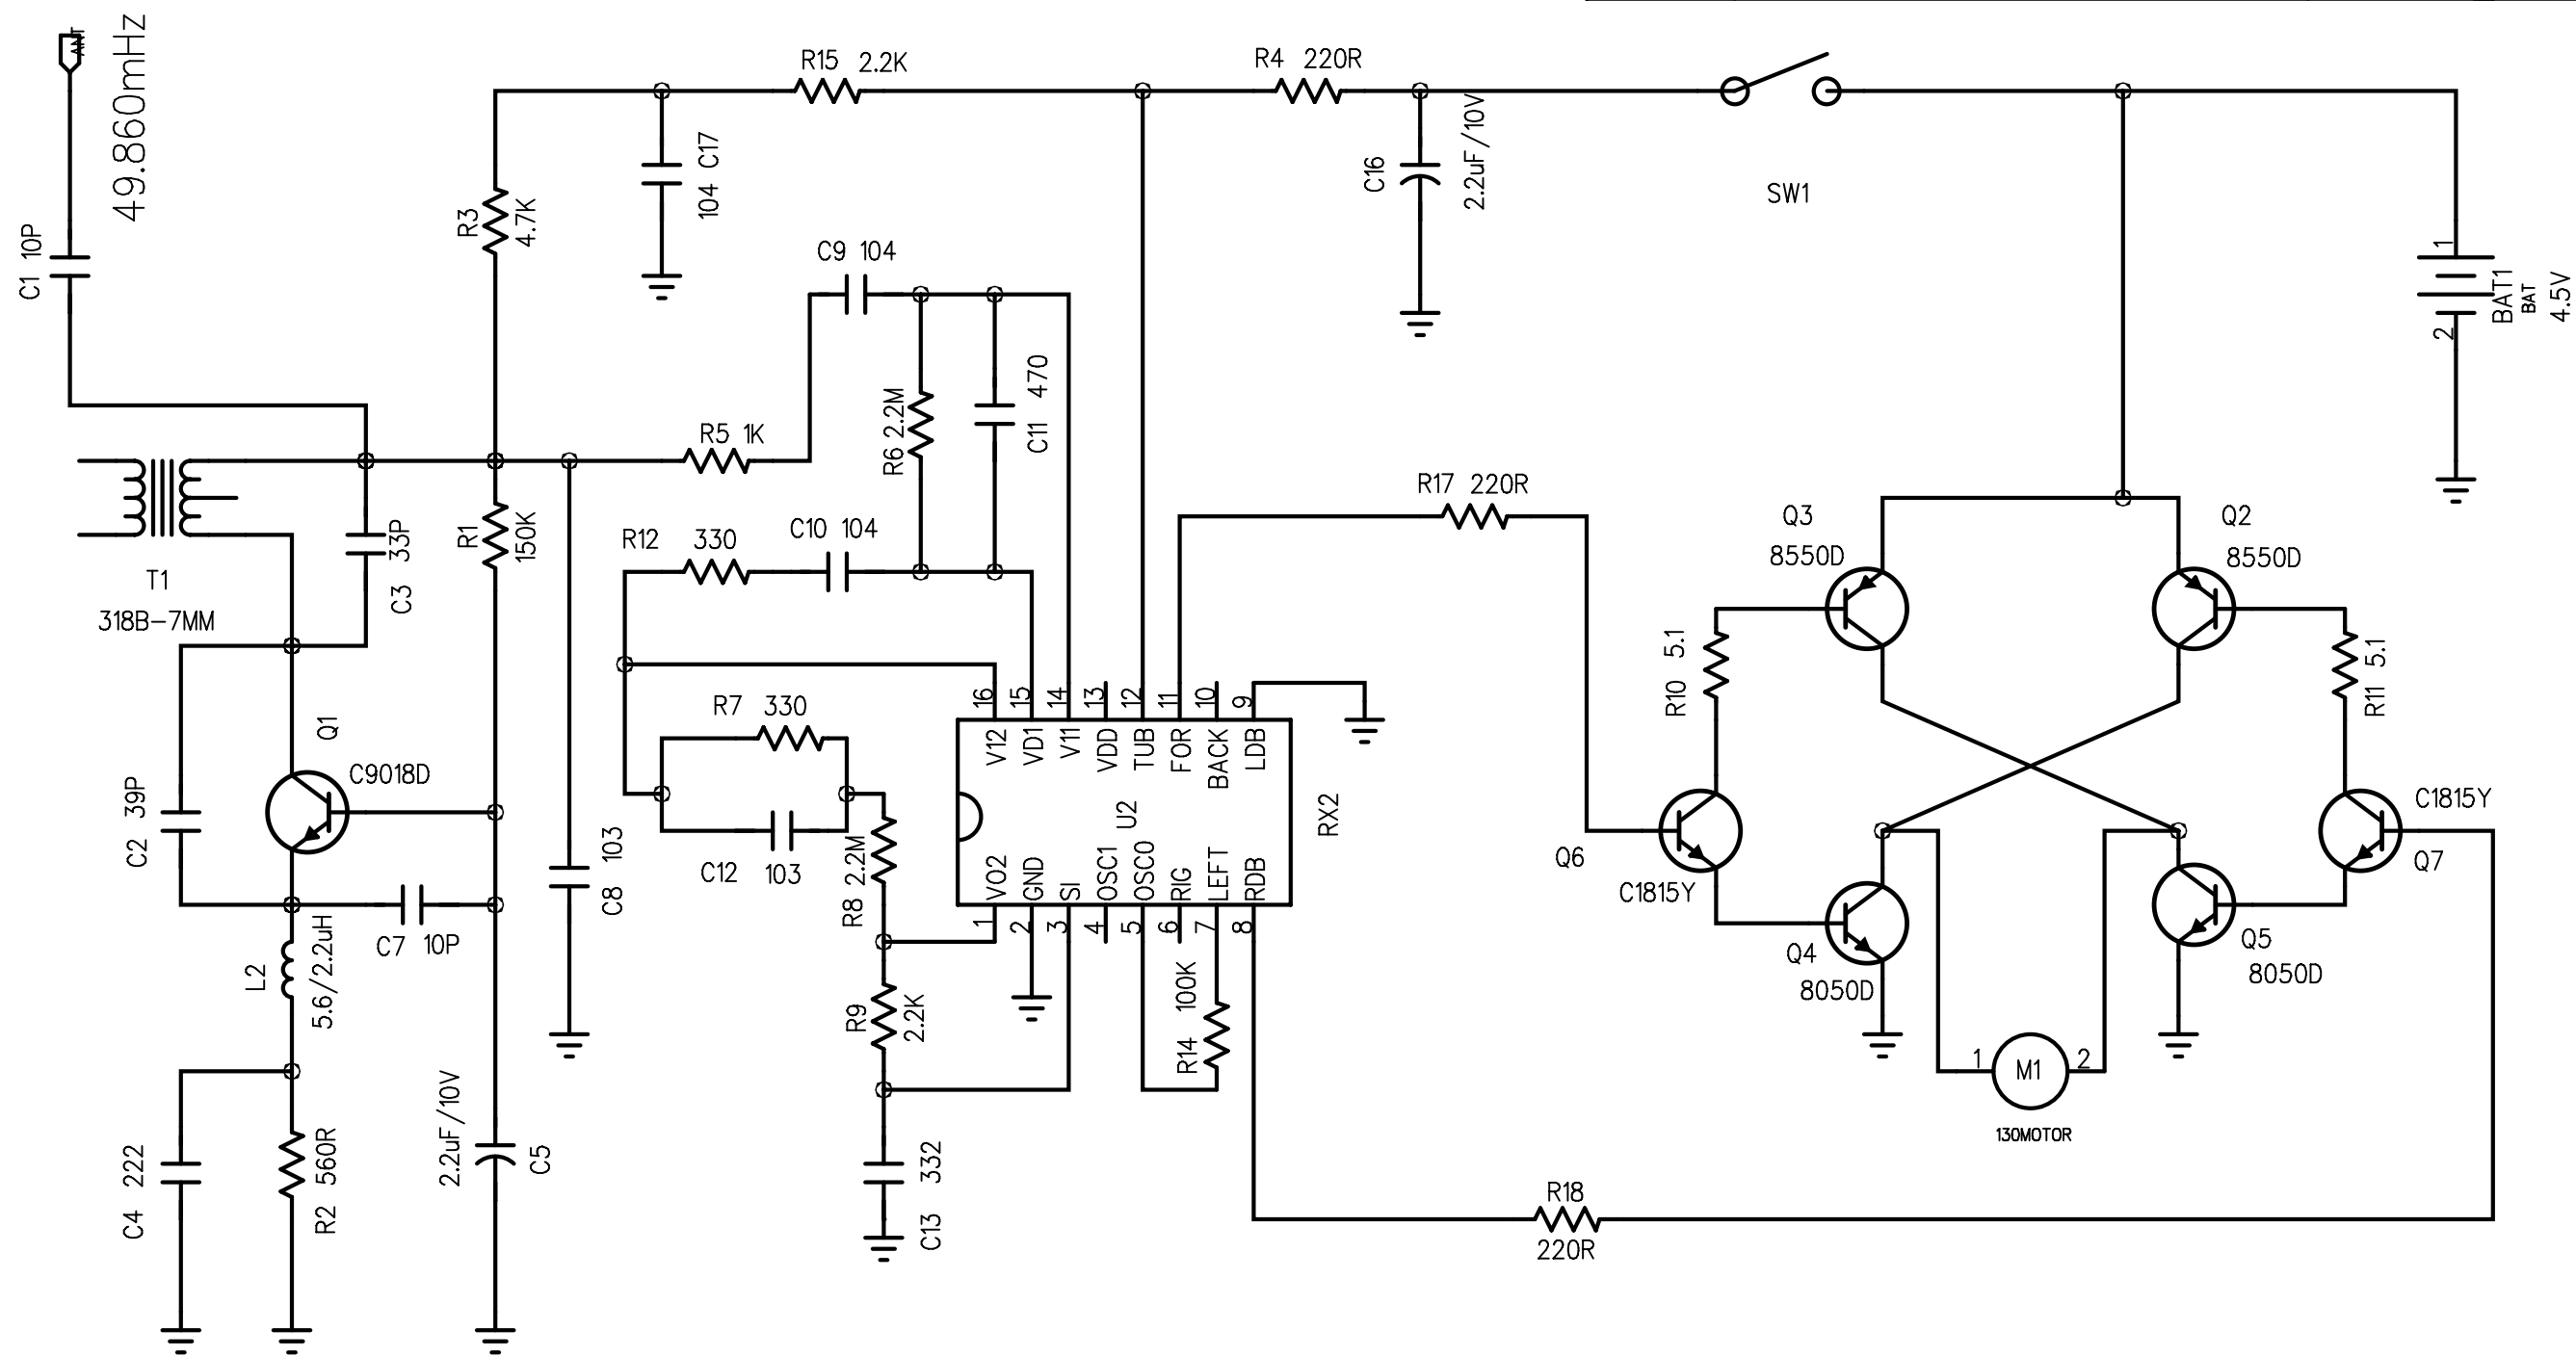 ANT
49.860mHz
C1 10P
R15 2.2K
R4 220R
C17
104
C16
2.2uF/10V
SW1
1
2
BAT1
BAT
4.5V
R3
4.7K
C9 104
R5 1K
R6 2.2M
C11 470
T1
318B-7MM
C3 33P
R1
150K
R12 330
C10 104
R17 220R
Q3
8550D
Q2
8550D
R10 5.1
R11 5.1
Q1
C9018D
C2 39P
C7 10P
L2
5.6/2.2uH
C8 103
R7 330
C12 103
R8 2.2M
R9
2.2K
16 15 14 13 12 11 10 9
V12 VD1 V11 VDD TUB FOR BACK LDB
U2
RX2
VO2 GND SI OSC1 OSCO RIG LEFT RDB
1 2 3 4 5 6 7 8
R14 100K
Q6
C1815Y
C1815Y
Q7
Q4
8050D
Q5
8050D
1 M1 2
130MOTOR
C4 222
R2 560R
2.2uF/10V
C5
C13 332
R18
220R